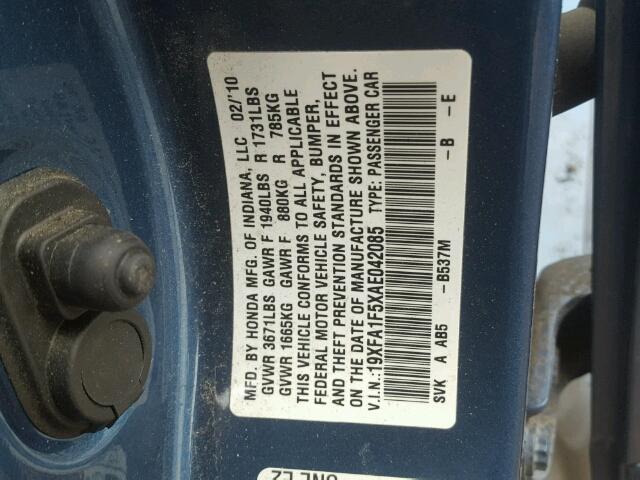 MFD. BY HONDA MFG. OF INDIANA, LLC 02/'10
GVWR 3671LBS GAWR F 1940LBS R 1731LBS
GVWR 1665KG GAWR F 880KG R 785KG
THIS VEHICLE CONFORMS TO ALL APPLICABLE
FEDERAL MOTOR VEHICLE SAFETY, BUMPER,
AND THEFT PREVENTION STANDARDS IN EFFECT
ON THE DATE OF MANUFACTURE SHOWN ABOVE.
V.I.N.:19XFA1F5XAE042085 TYPE: PASSENGER CAR
SVK A AB5 -B537M -B -E